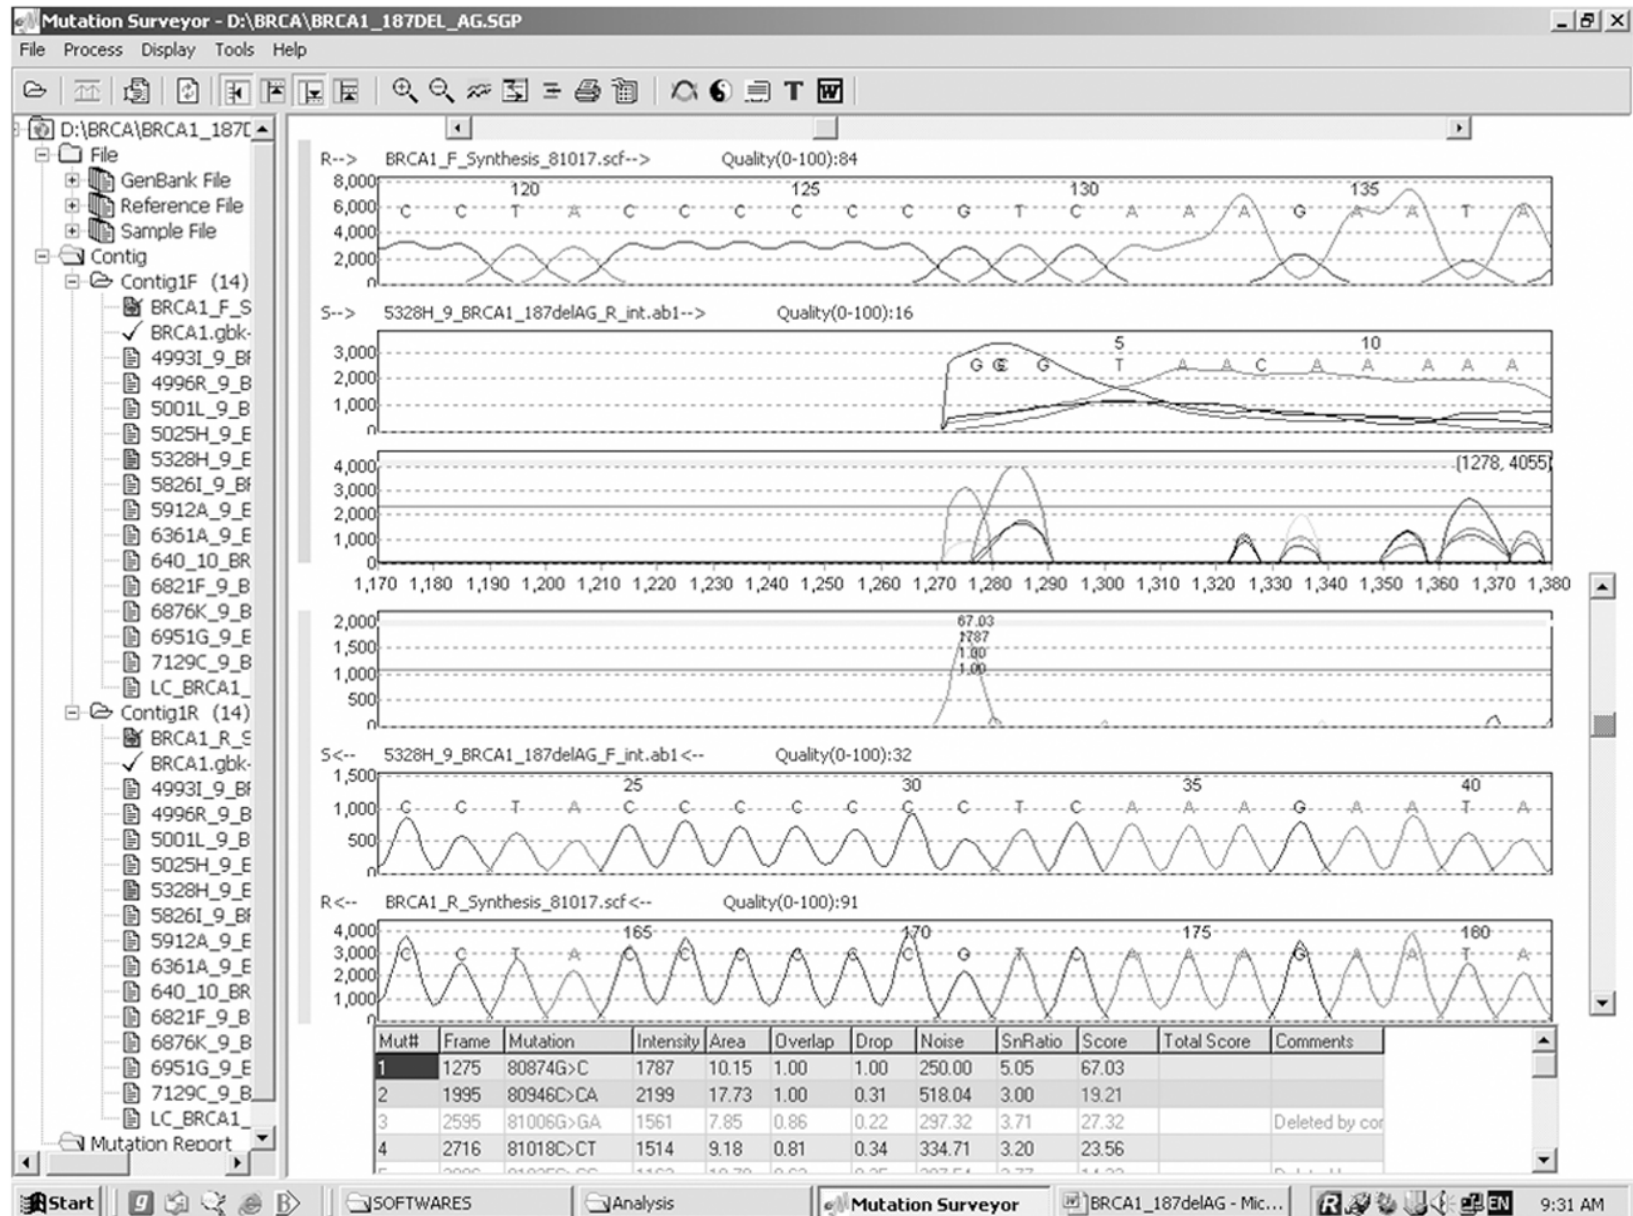 Mutation Surveyor - D:\BRCA\BRCA1_187DEL_AG.SGP
File Process Display Tools Help
D:\BRCA\BRCA1_187D
File
GenBank File
Reference File
Sample File
Contig
Contig1F (14)
BRCA1_F_S
BRCA1.gbk-
4993I_9_BF
4996R_9_B
5001L_9_B
5025H_9_E
5328H_9_E
5826I_9_BF
5912A_9_E
6361A_9_E
640_10_BR
6821F_9_B
6876K_9_B
6951G_9_E
7129C_9_B
LC_BRCA1_
Contig1R (14)
BRCA1_R_S
BRCA1.gbk-
4993I_9_BF
4996R_9_B
5001L_9_B
5025H_9_E
5328H_9_E
5826I_9_BF
5912A_9_E
6361A_9_E
640_10_BR
6821F_9_B
6876K_9_B
6951G_9_E
7129C_9_B
LC_BRCA1_
Mutation Report
R--> BRCA1_F_Synthesis_81017.scf--> Quality(0-100):84
8,000 120 125 130 135
6,000 C C T A C C C C C C G T C A A A G A A T A
4,000
2,000
0
S--> 5328H_9_BRCA1_187delAG_R_int.ab1--> Quality(0-100):16
5 10
3,000
G G T A A C A A A A A
2,000
1,000
0
4,000 (1278, 4055)
3,000
2,000
1,000
0
1,170 1,180 1,190 1,200 1,210 1,220 1,230 1,240 1,250 1,260 1,270 1,280 1,290 1,300 1,310 1,320 1,330 1,340 1,350 1,360 1,370 1,380
2,000 67.03
1,500 1787
1.00
1,000 1.00
500
0
S<-- 5328H_9_BRCA1_187delAG_F_int.ab1<-- Quality(0-100):32
1,500 25 30 35 40
1,000 C C T A C C C C C C C T C A A A G A A T A
500
0
R<-- BRCA1_R_Synthesis_81017.scf<-- Quality(0-100):91
4,000 165 170 175 180
3,000 C C T A C C C C C C G T C A A A G A A T A
2,000
1,000
Mut# Frame Mutation Intensity Area Overlap Drop Noise SnRatio Score Total Score Comments
1 1275 80874G>C 1787 10.15 1.00 1.00 250.00 5.05 67.03
2 1995 80946C>CA 2199 17.73 1.00 0.31 518.04 3.00 19.21
3 2595 81006G>GA 1561 7.85 0.86 0.22 297.32 3.71 27.32 Deleted by cor
4 2716 81018C>CT 1514 9.18 0.81 0.34 334.71 3.20 23.56
Start SOFTWARES Analysis Mutation Surveyor BRCA1_187delAG - Mic... EN 9:31 AM